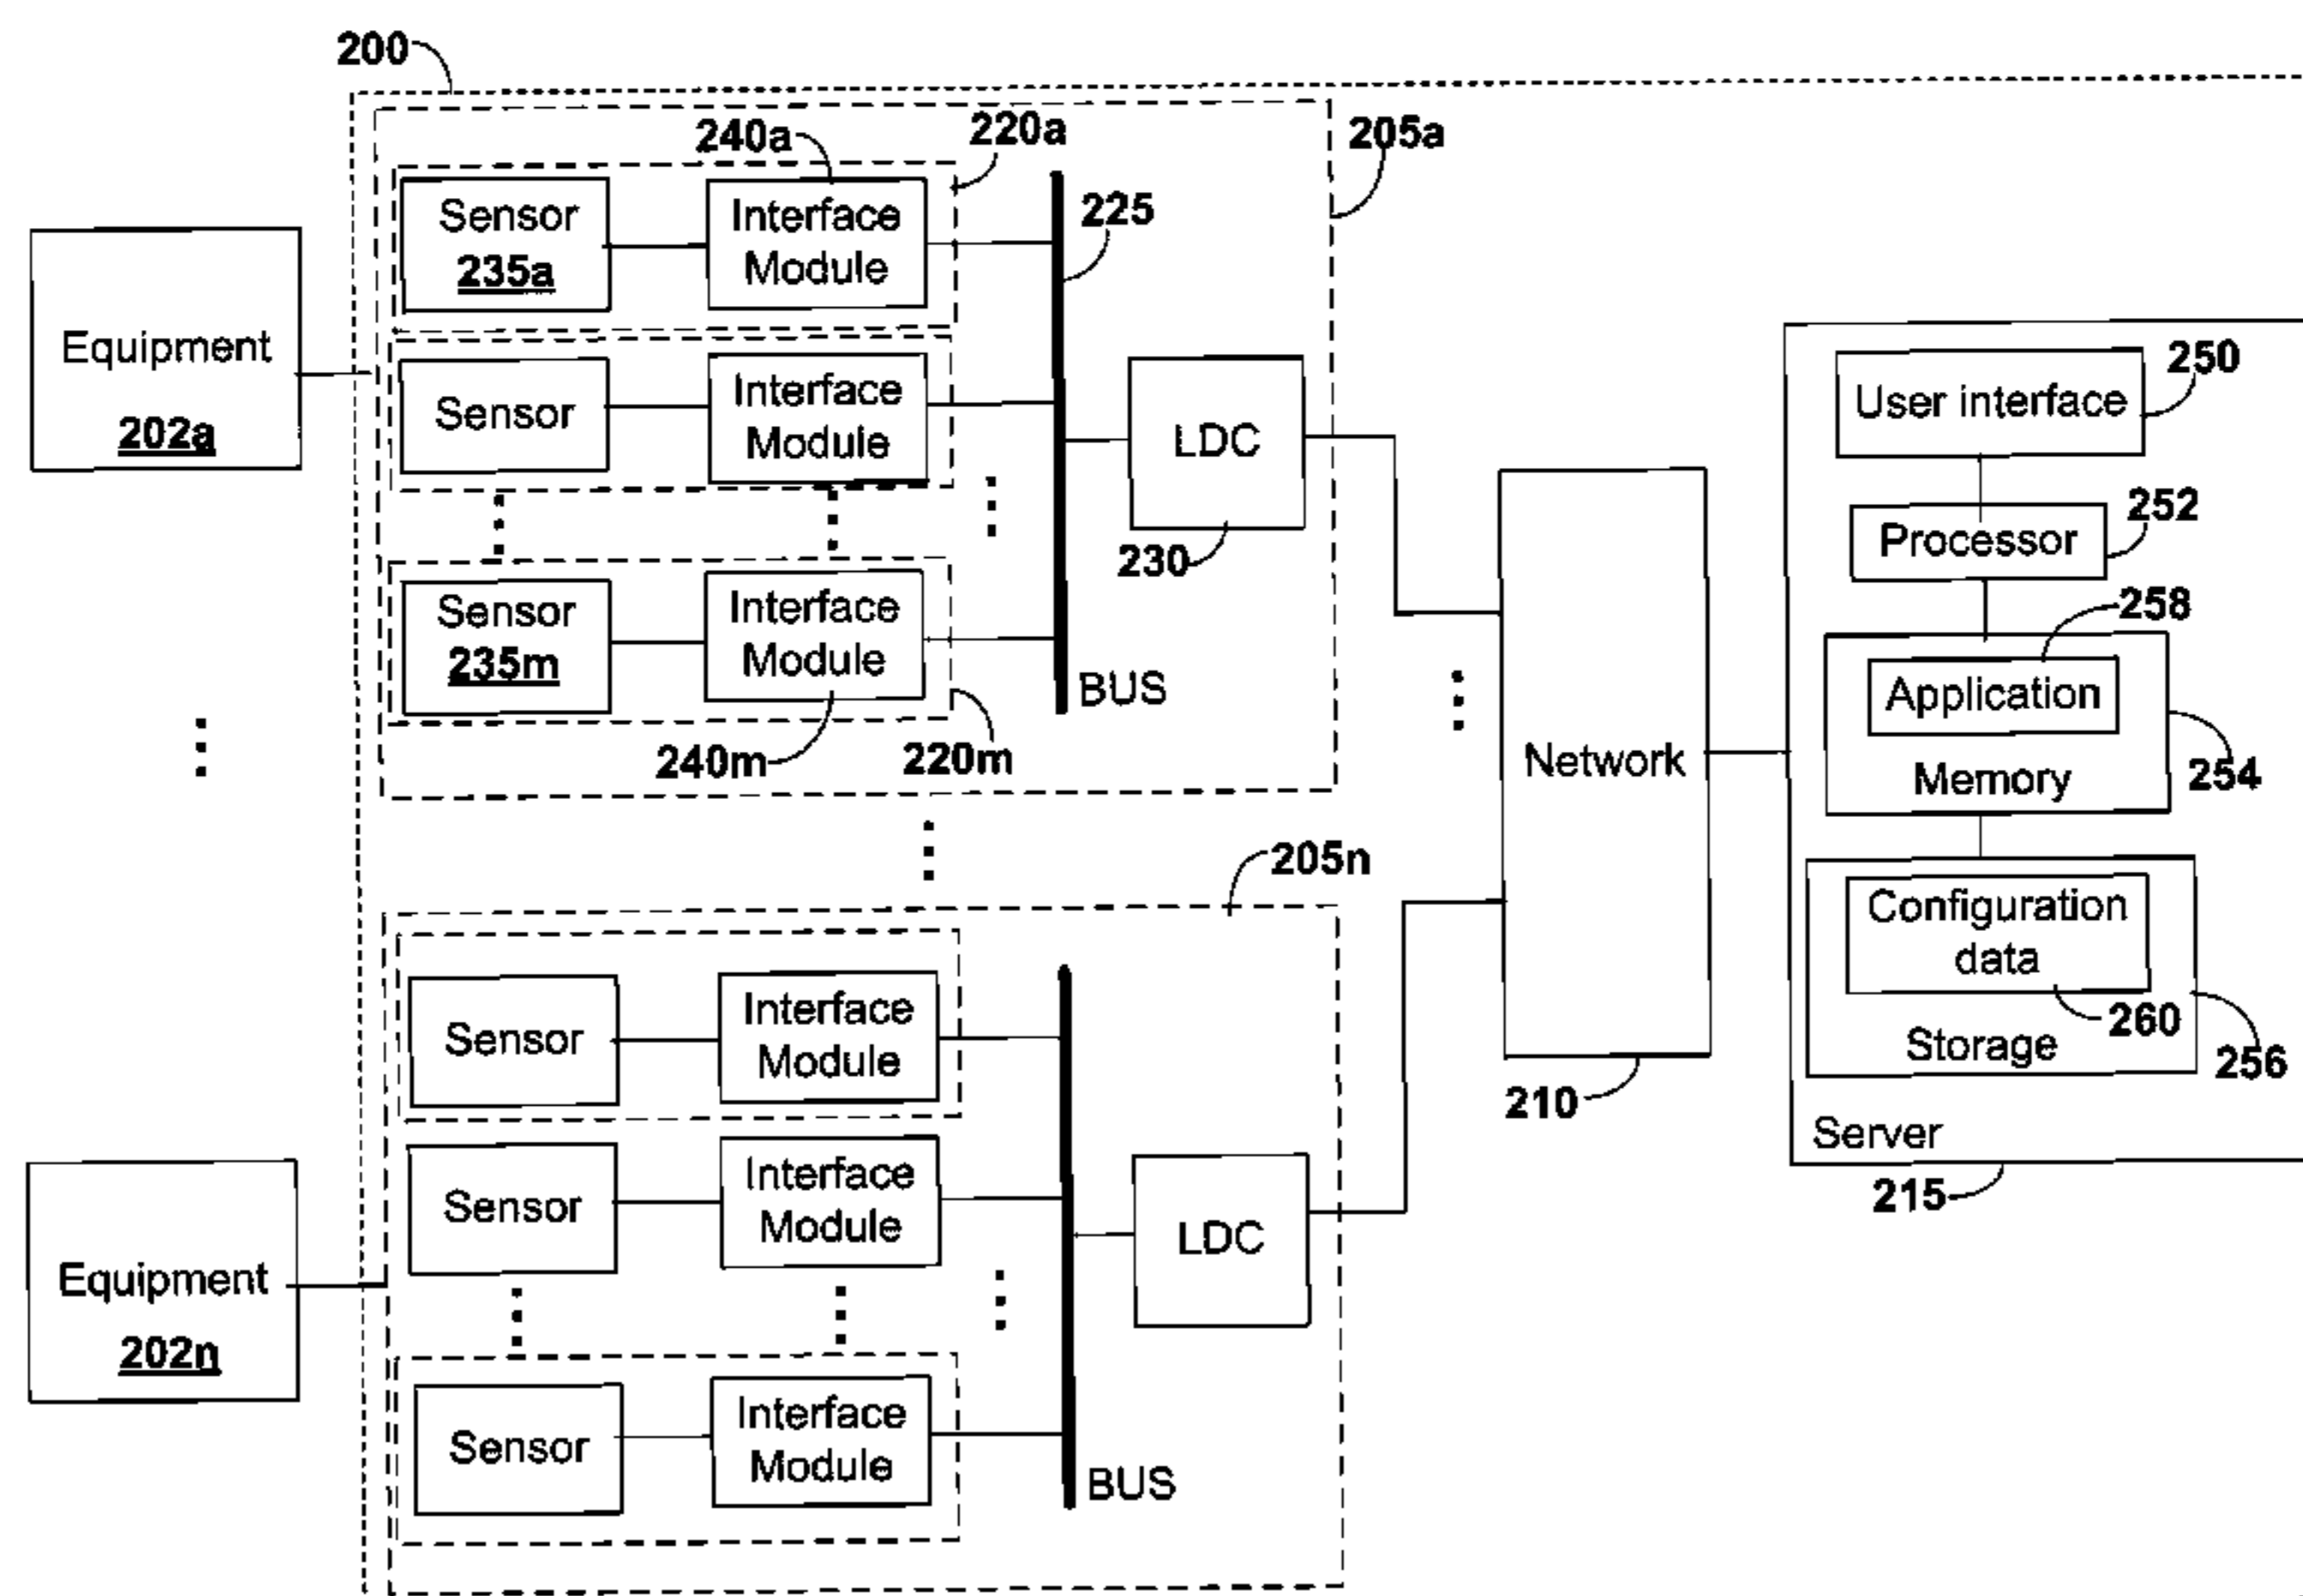 200
240a
220a
205a
Sensor
235a
Interface
Module
225
Equipment
202a
Sensor
Interface
Module
LDC
230
Sensor
235m
Interface
Module
BUS
240m
220m
User interface
250
Processor
252
258
Application
Memory
254
Network
210
Configuration
data
260
Storage
256
Server
215
205n
Sensor
Interface
Module
Sensor
Interface
Module
LDC
Equipment
202n
Sensor
Interface
Module
BUS